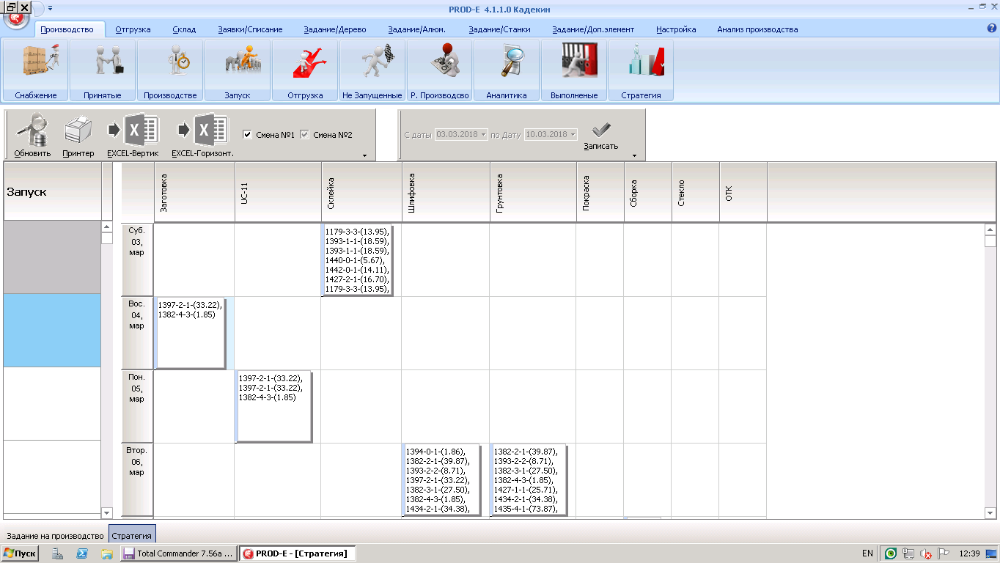 PROD-E 4.1.1.0 Кадекин
Производство Отгрузка Склад Заявки/Списание Задание/Дерево Задание/Алюм. Задание/Станки Задание/Доп.элемент Настройка Анализ производства
Снабжение Принятые Производстве Запуск Отгрузка Не Запущенные Р. Производсво Аналитика Выполненые Стратегия
Смена №1 Смена №2
С даты 03.03.2018 по Дату 10.03.2018
Обновить Принтер EXCEL-Вертик EXCEL-Горизонт. Записать
Запуск
Заготовка
UC-11
Склейка
Шлифовка
Грунтовка
Покраска
Сборка
Стекло
ОТК
Суб.
03,
мар
1179-3-3-(13.95),
1393-1-1-(18.59),
1393-1-1-(18.59),
1440-0-1-(5.67),
1442-0-1-(14.11),
1427-2-1-(16.70),
1179-3-3-(13.95),
Вос.
04,
мар
1397-2-1-(33.22),
1382-4-3-(1.85)
Пон.
05,
мар
1397-2-1-(33.22),
1397-2-1-(33.22),
1382-4-3-(1.85)
Втор.
06,
мар
1394-0-1-(1.86),
1382-2-1-(39.87),
1393-2-2-(8.71),
1397-2-1-(33.22),
1382-3-1-(27.50),
1382-4-3-(1.85),
1434-2-1-(34.38),
1382-2-1-(39.87),
1393-2-2-(8.71),
1382-3-1-(27.50),
1382-4-3-(1.85),
1427-1-1-(25.71),
1434-2-1-(34.38),
1435-4-1-(73.87),
Задание на производство Стратегия
Пуск Total Commander 7.56a ... PROD-E - [Стратегия] EN 12:39